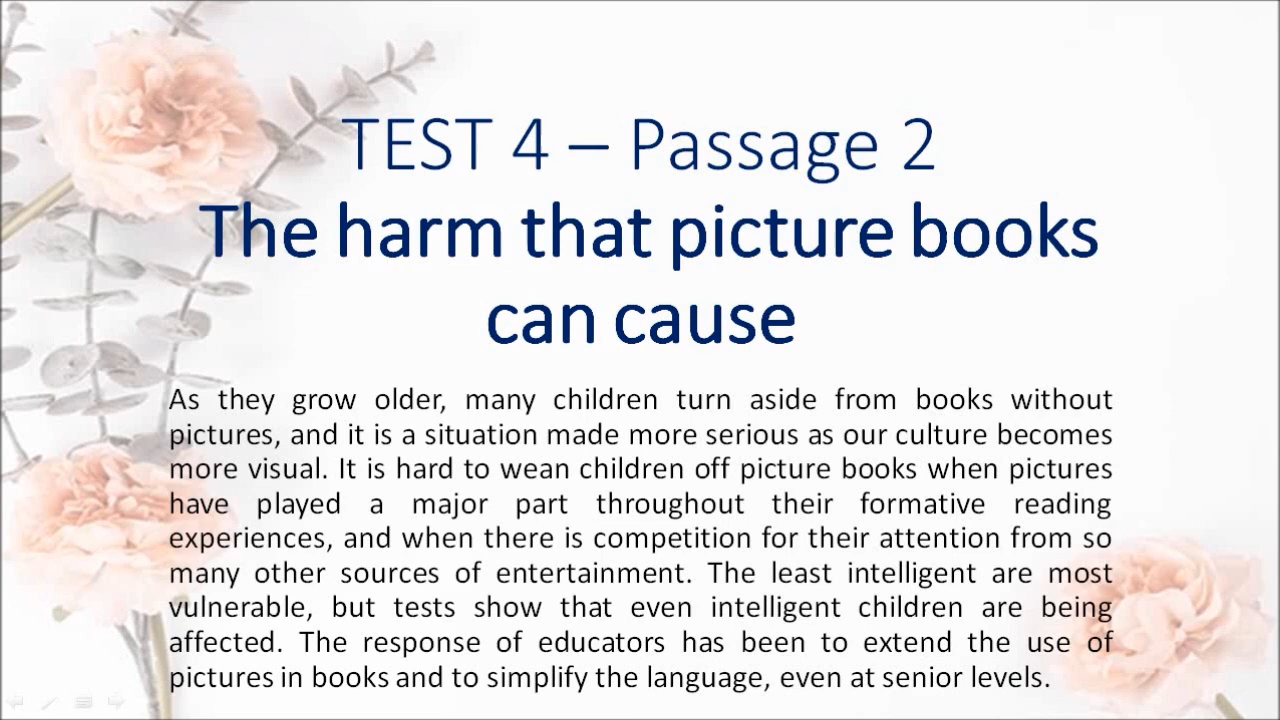 TEST 4 – Passage 2
The harm that picture books
can cause
As they grow older, many children turn aside from books without
pictures, and it is a situation made more serious as our culture becomes
more visual. It is hard to wean children off picture books when pictures
have played a major part throughout their formative reading
experiences, and when there is competition for their attention from so
many other sources of entertainment. The least intelligent are most
vulnerable, but tests show that even intelligent children are being
affected. The response of educators has been to extend the use of
pictures in books and to simplify the language, even at senior levels.